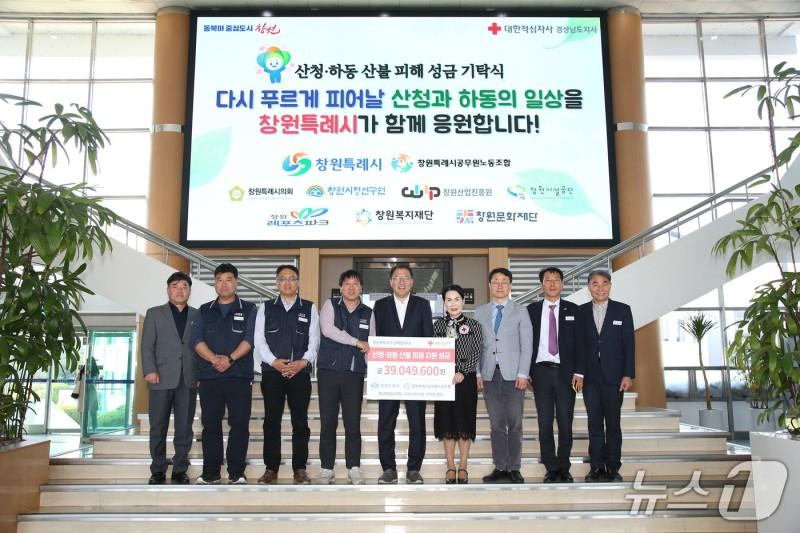 동북아 중심도시 창원
대한적십자사 경상남도지사
산청·하동 산불 피해 성금 기탁식
다시 푸르게 피어날 산청과 하동의 일상을
창원특례시가 함께 응원합니다!
창원특례시 창원특례시공무원노동조합
창원특례시의회 창원시정연구원 cwip 창원산업진흥원 창원시설공단
창원 레포츠파크 창원복지재단 창원문화재단
산청·하동 산불 피해 지원 성금
금 39,049,600원
뉴스1